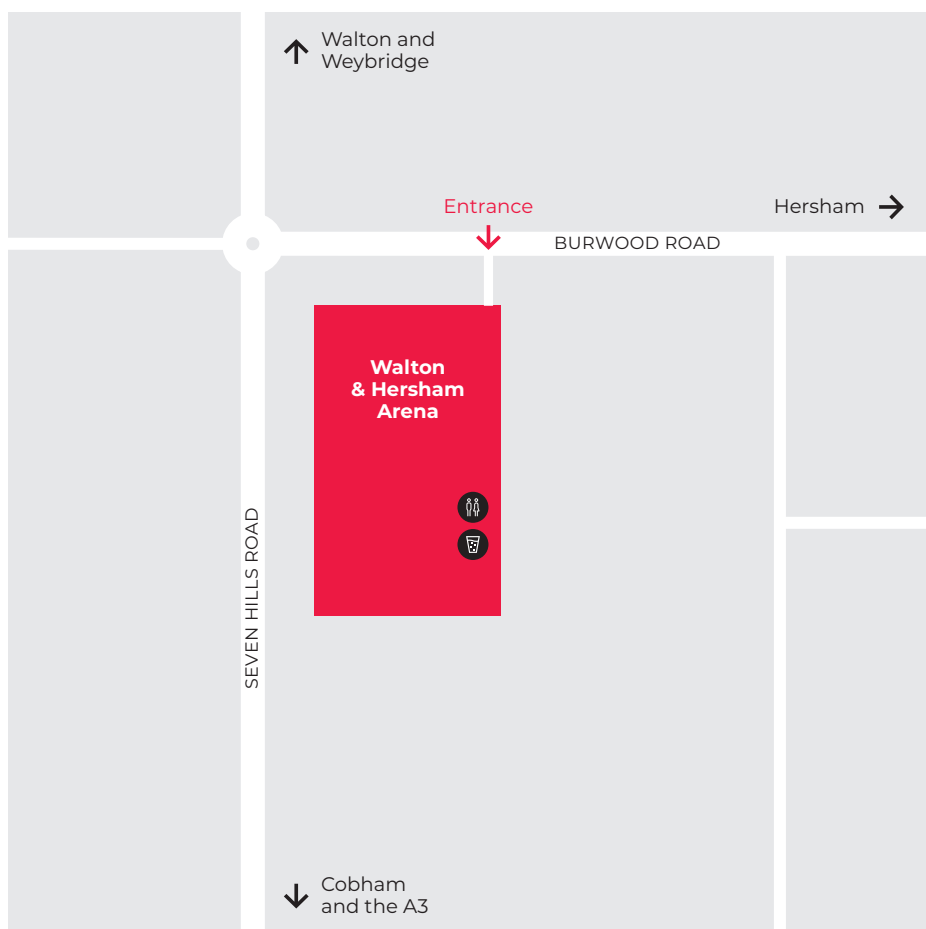 Walton and
Weybridge
Entrance
Hersham
BURWOOD ROAD
Walton
& Hersham
Arena
SEVEN HILLS ROAD
Cobham
and the A3